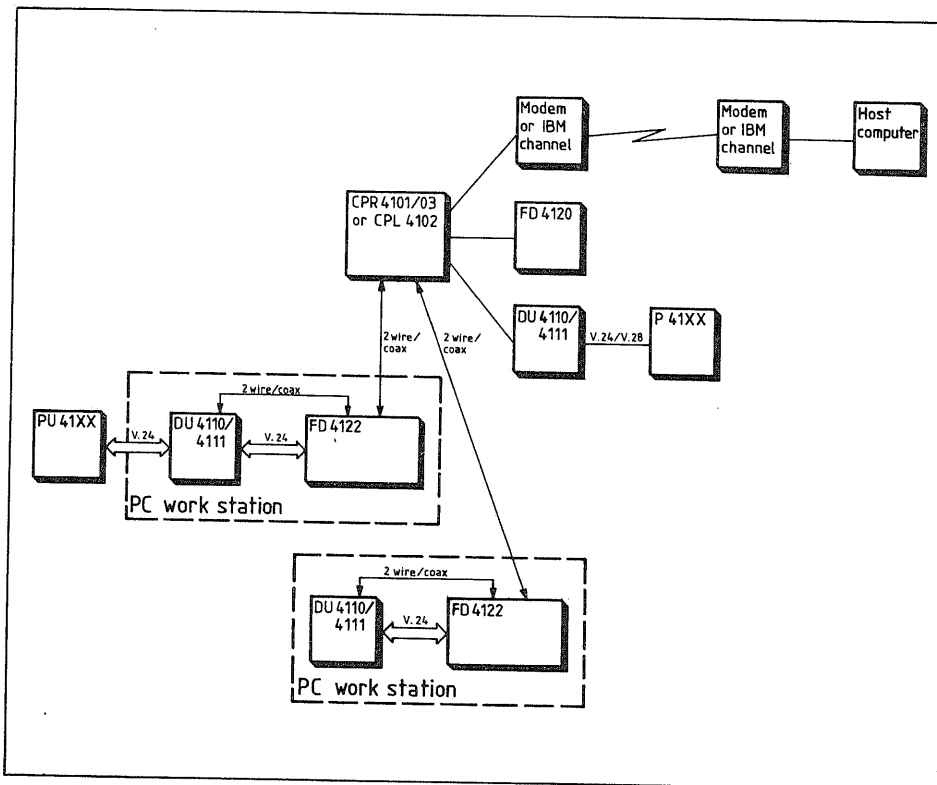 Modem
or IBM
channel
Modem
or IBM
channel
Host
computer
CPR 4101/03
or CPL 4102
FD 4120
DU 4110/
4111
V.24/V.28
P 41XX
2 wire/
coax
2 wire/
coax
2 wire/coax
PU 41XX
V.24
DU 4110/
4111
V.24
FD 4122
PC work station
2 wire/coax
DU 4110/
4111
V.24
FD 4122
PC work station